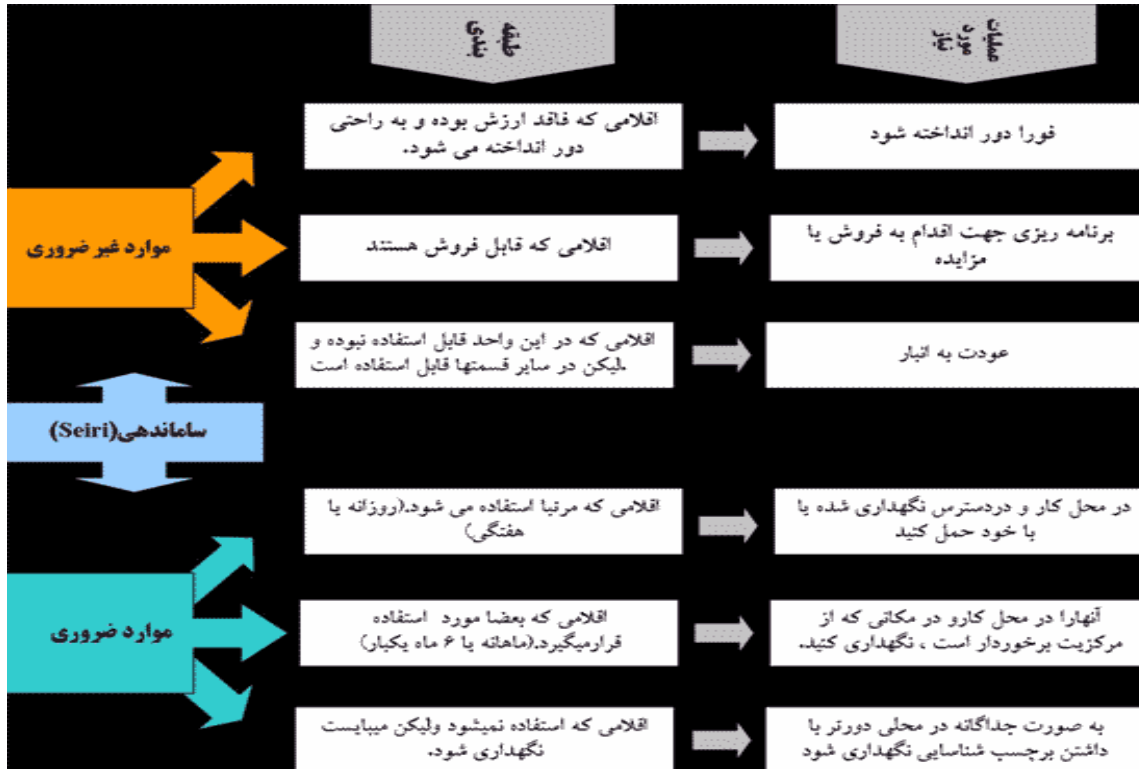 طبقه
بندی
عملیات
مورد
نیاز
اقلامی که فاقد ارزش بوده و به راحتی
دور انداخته می شود.
فورا دور انداخته شود
موارد غیر ضروری
اقلامی که قابل فروش هستند
برنامه ریزی جهت اقدام به فروش یا
مزایده
اقلامی که در این واحد قابل استفاده نبوده و
لیکن در سایر قسمتها قابل استفاده است.
عودت به انبار
ساماندهی(Seiri)
اقلامی که مرتبا استفاده می شود.(روزانه یا
هفتگی)
در محل کار و دردسترس نگهداری شده یا
با خود حمل کنید
موارد ضروری
اقلامی که بعضا مورد استفاده
قرارمیگیرد.(ماهانه یا ۶ ماه یکبار)
آنهارا در محل کارو در مکانی که از
مرکزیت برخوردار است ، نگهداری کنید.
اقلامی که استفاده نمیشود ولیکن میبایست
نگهداری شود.
به صورت جداگانه در محلی دورتر با
داشتن برچسب شناسایی نگهداری شود